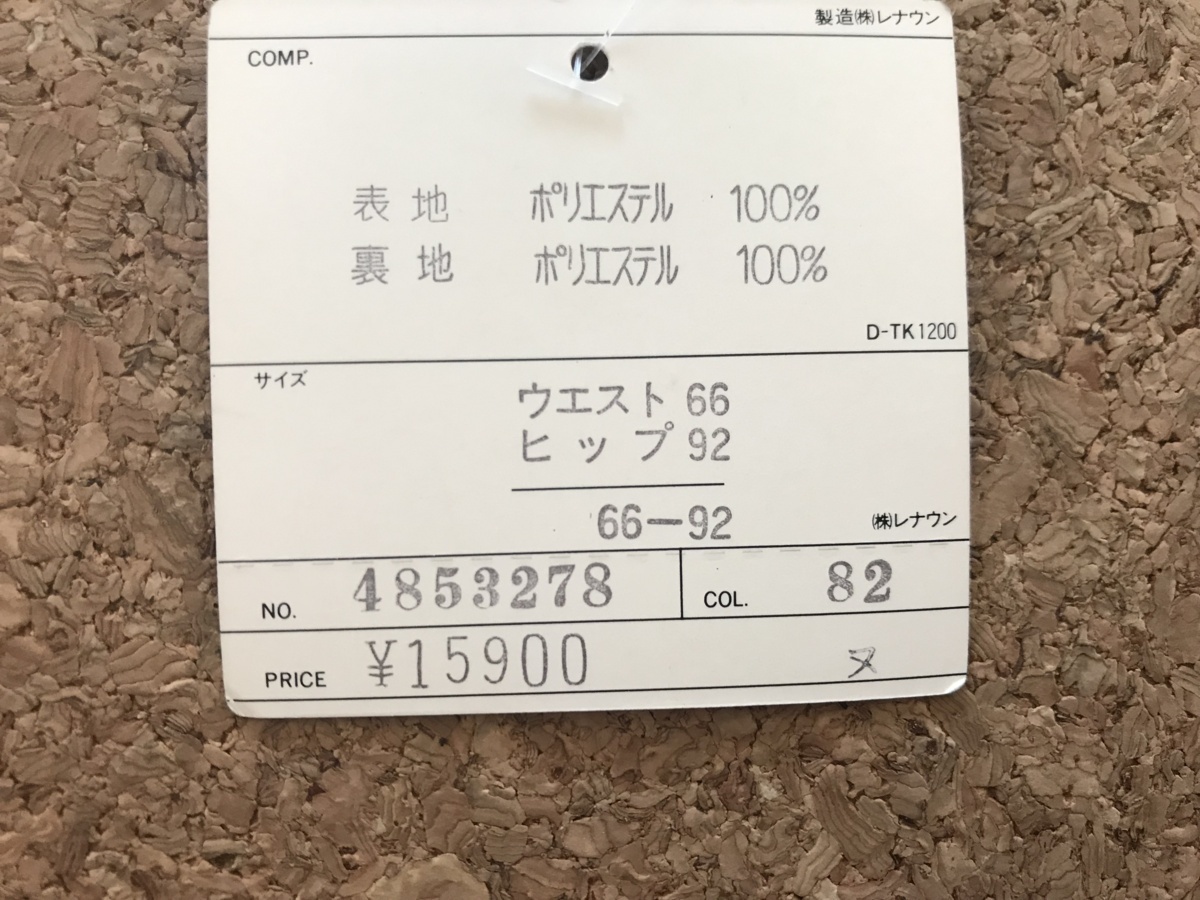 製造㈱レナウン
COMP.
表地 ポリエステル 100%
裏地 ポリエステル 100%
D-TK1200
サイズ
ウエスト 66
ヒップ 92
66-92
㈱レナウン
NO. 4853278 COL. 82
PRICE ¥15900 ヌ